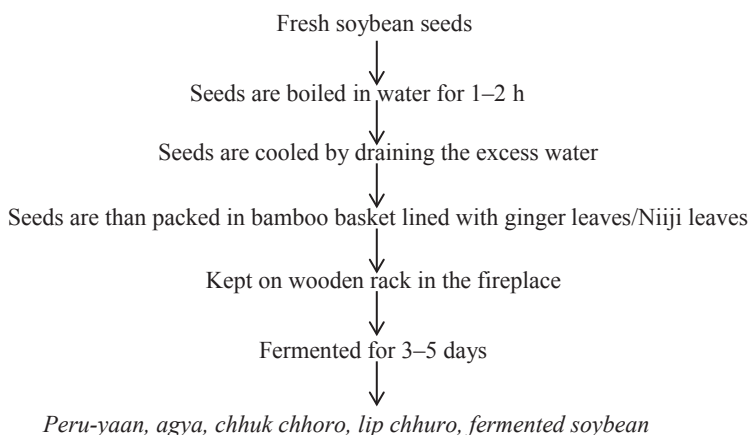 Fresh soybean seeds
Seeds are boiled in water for 1–2 h
Seeds are cooled by draining the excess water
Seeds are than packed in bamboo basket lined with ginger leaves/Niiji leaves
Kept on wooden rack in the fireplace
Fermented for 3–5 days
Peru-yaan, agya, chhuk chhoro, lip chhuro, fermented soybean